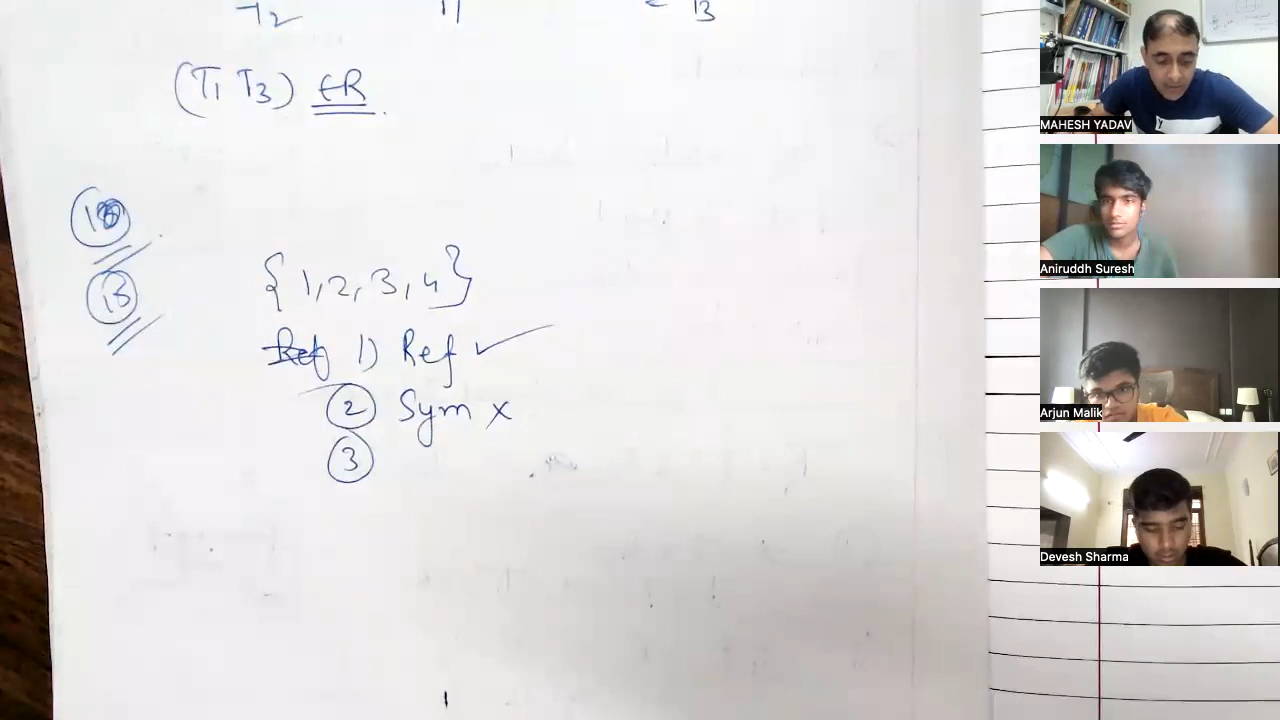 (T1 T3) ∈R.
{1,2,3,4}
13
Ref 1) Ref ✓
2 Sym ×
3
MAHESH YADAV
Aniruddh Suresh
Arjun Malik
Devesh Sharma